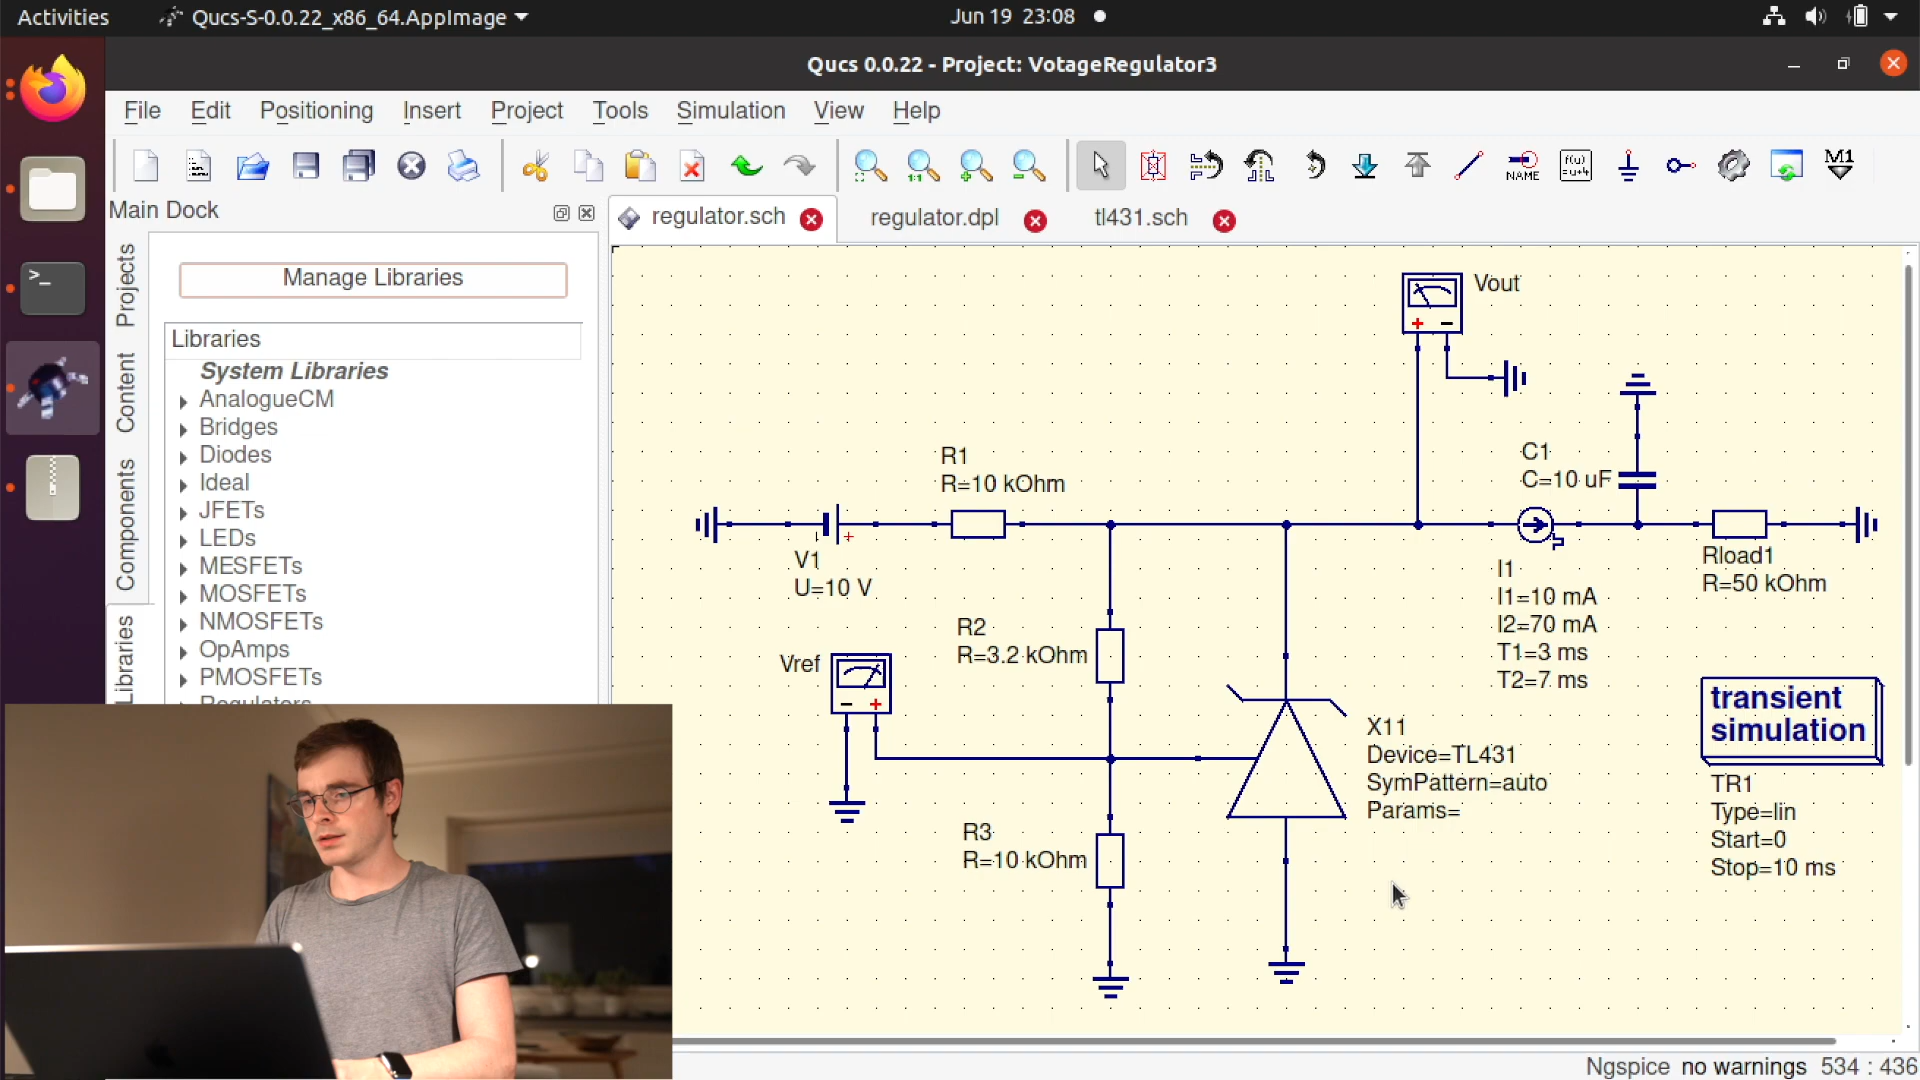 Activities
Qucs-S-0.0.22_x86_64.AppImage
Jun 19 23:08
Qucs 0.0.22 - Project: VotageRegulator3
File Edit Positioning Insert Project Tools Simulation View Help
NAME
f(u)
=u+4
M1
Main Dock
regulator.sch
regulator.dpl
tl431.sch
Projects
Content
Components
Libraries
Manage Libraries
Libraries
System Libraries
AnalogueCM
Bridges
Diodes
Ideal
JFETs
LEDs
MESFETs
MOSFETs
NMOSFETs
OpAmps
PMOSFETs
Regulators
Vout
+ −
R1
R=10 kOhm
C1
C=10 uF
V1
U=10 V
R2
R=3.2 kOhm
Vref
− +
I1
I1=10 mA
I2=70 mA
T1=3 ms
T2=7 ms
Rload1
R=50 kOhm
X11
Device=TL431
SymPattern=auto
Params=
R3
R=10 kOhm
transient
simulation
TR1
Type=lin
Start=0
Stop=10 ms
Ngspice no warnings 534 : 436